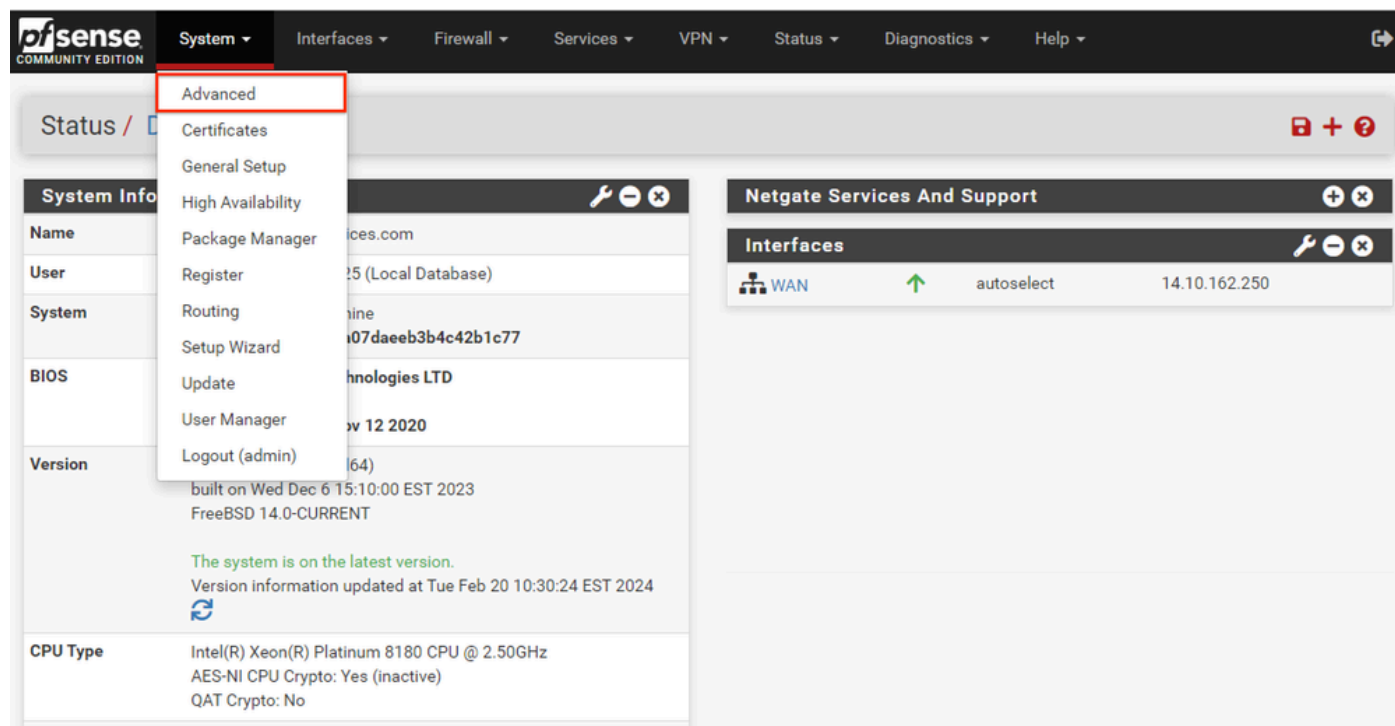 pfsense
COMMUNITY EDITION
System Interfaces Firewall Services VPN Status Diagnostics Help
Advanced
Certificates
General Setup
High Availability
Package Manager
Register
Routing
Setup Wizard
Update
User Manager
Logout (admin)
Status /
System Info
Name ices.com
User 25 (Local Database)
System hine
a07daeeb3b4c42b1c77
BIOS hnologies LTD
ov 12 2020
Version 64)
built on Wed Dec 6 15:10:00 EST 2023
FreeBSD 14.0-CURRENT
The system is on the latest version.
Version information updated at Tue Feb 20 10:30:24 EST 2024
CPU Type Intel(R) Xeon(R) Platinum 8180 CPU @ 2.50GHz
AES-NI CPU Crypto: Yes (inactive)
QAT Crypto: No
Netgate Services And Support
Interfaces
WAN autoselect 14.10.162.250